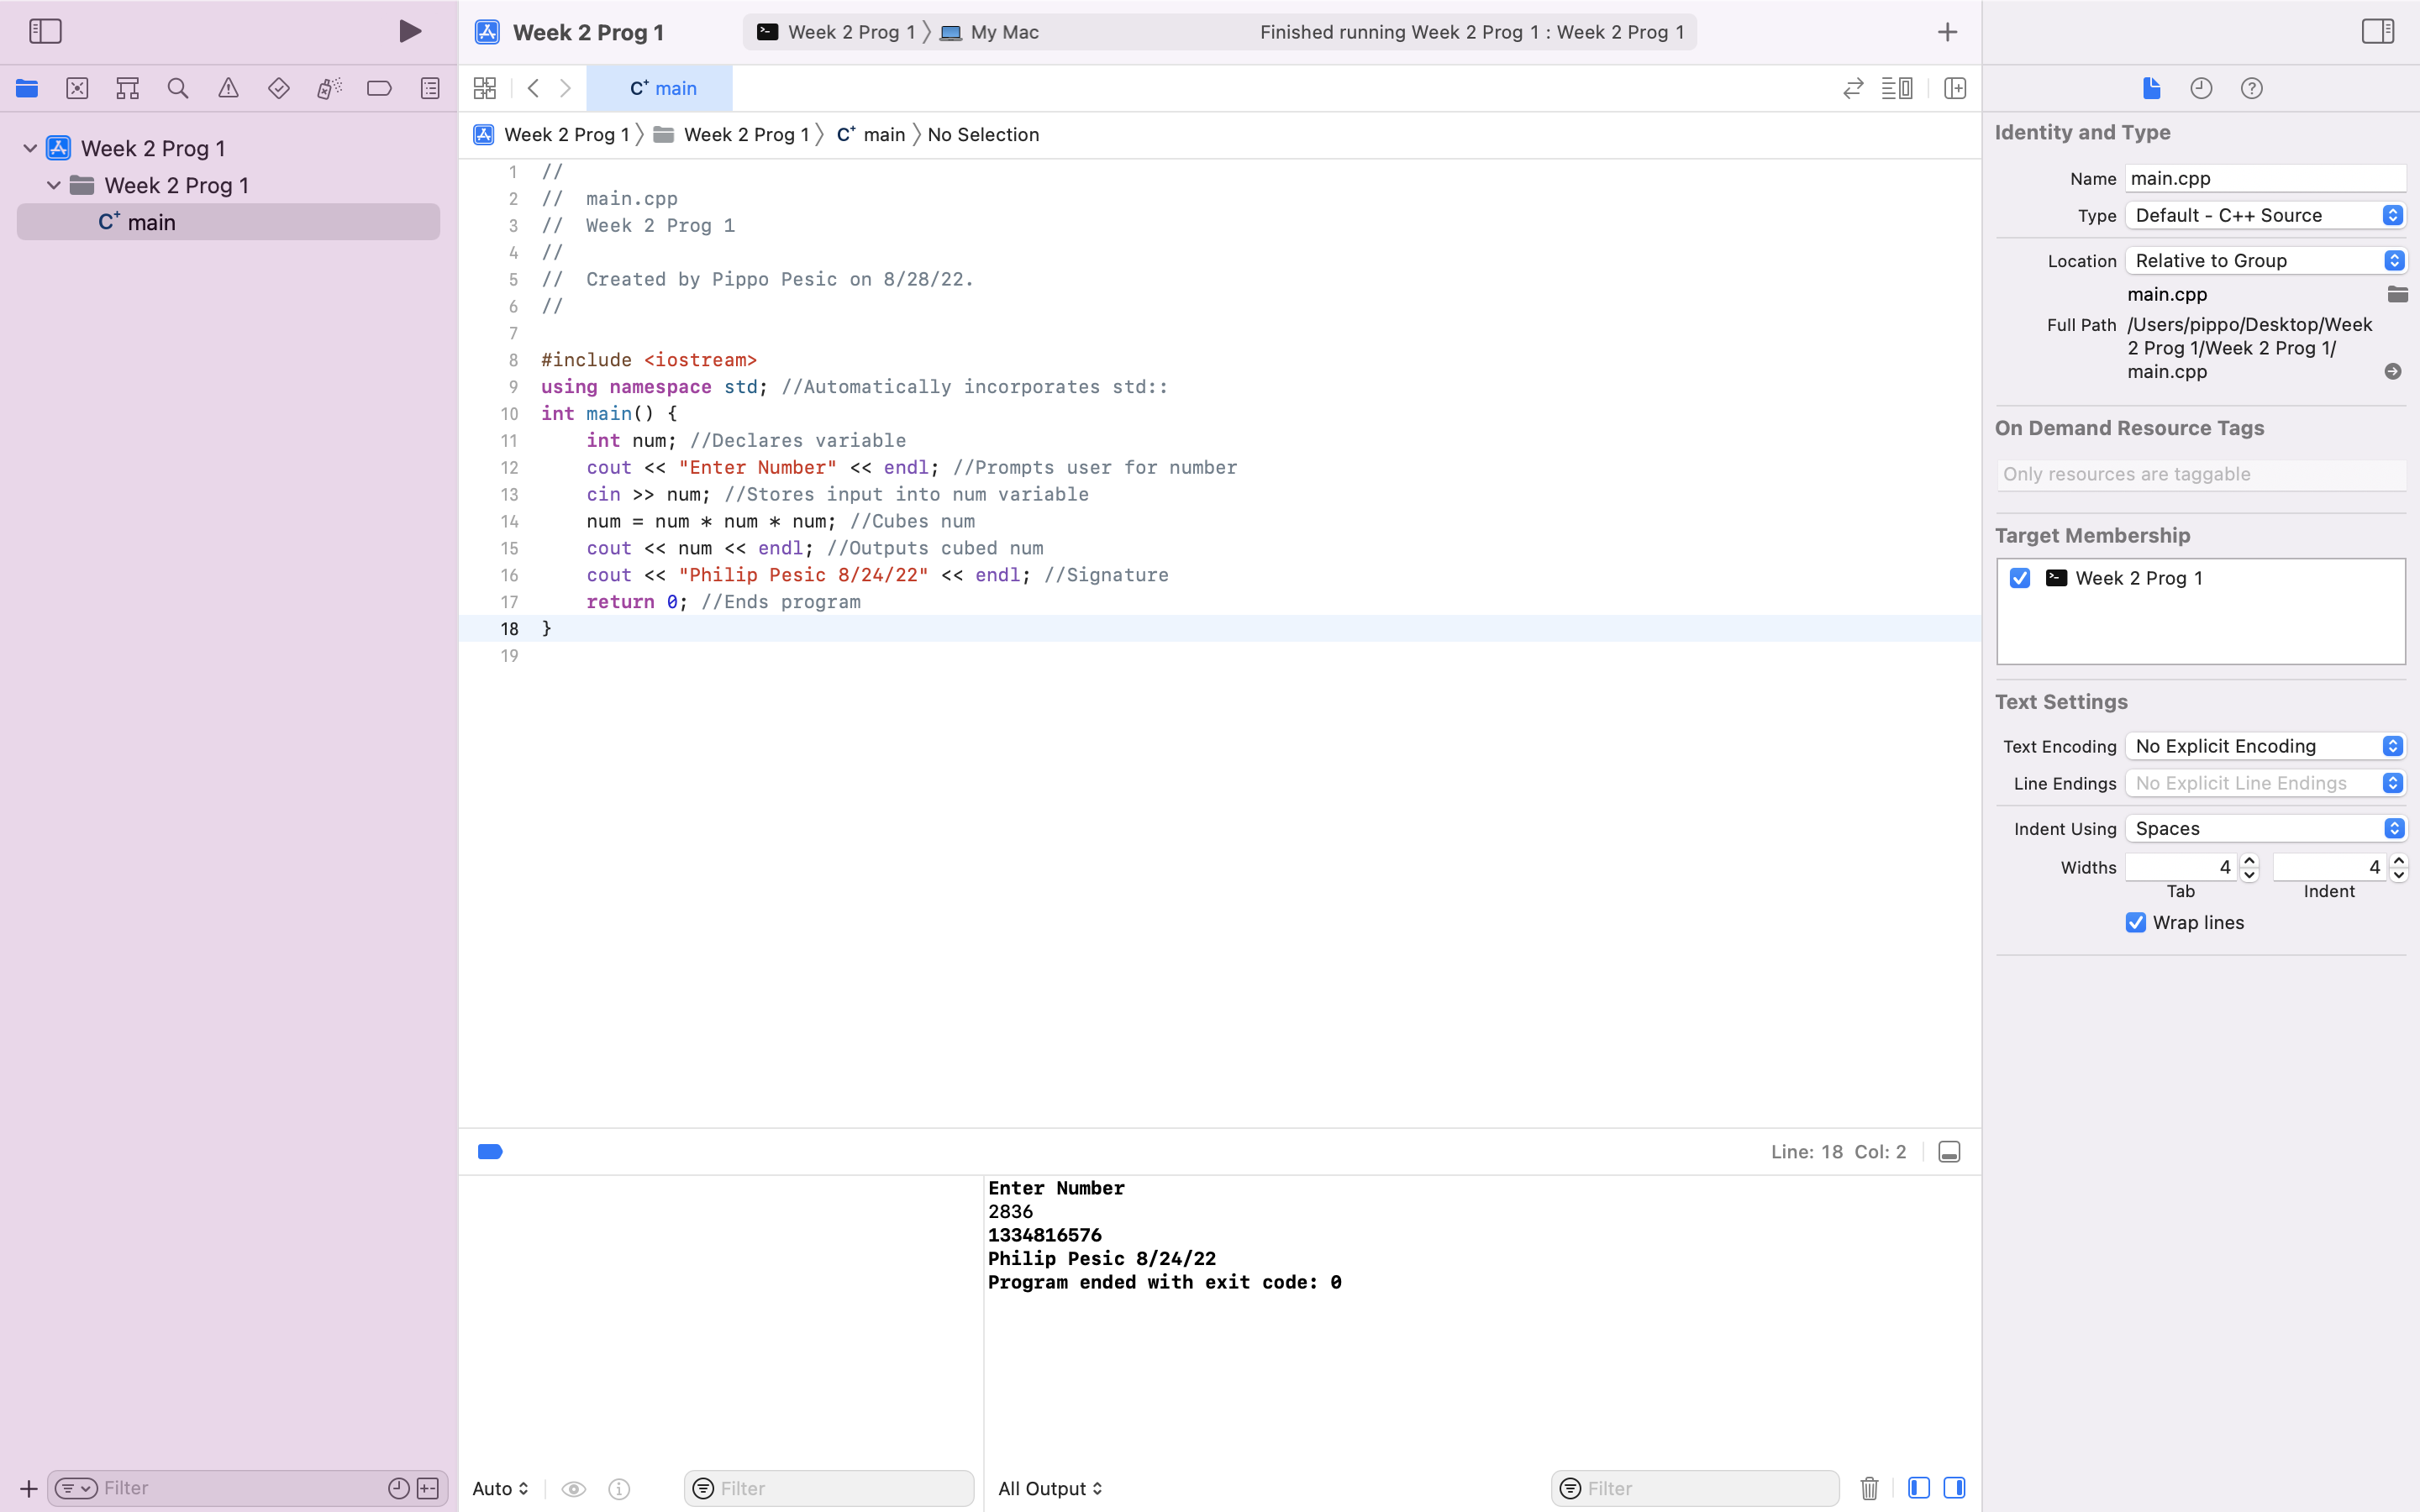 Week 2 Prog 1
Week 2 Prog 1 My Mac
Finished running Week 2 Prog 1 : Week 2 Prog 1
C+ main
Week 2 Prog 1 Week 2 Prog 1 C+ main No Selection
Week 2 Prog 1
Week 2 Prog 1
C+ main
1 //
2 //  main.cpp
3 //  Week 2 Prog 1
4 //
5 //  Created by Pippo Pesic on 8/28/22.
6 //
7
8 #include <iostream>
9 using namespace std; //Automatically incorporates std::
10 int main() {
11     int num; //Declares variable
12     cout << "Enter Number" << endl; //Prompts user for number
13     cin >> num; //Stores input into num variable
14     num = num * num * num; //Cubes num
15     cout << num << endl; //Outputs cubed num
16     cout << "Philip Pesic 8/24/22" << endl; //Signature
17     return 0; //Ends program
18 }
19
Line: 18 Col: 2
Enter Number
2836
1334816576
Philip Pesic 8/24/22
Program ended with exit code: 0
Filter
Auto
Filter
All Output
Filter
Identity and Type
Name main.cpp
Type Default - C++ Source
Location Relative to Group
main.cpp
Full Path /Users/pippo/Desktop/Week
2 Prog 1/Week 2 Prog 1/
main.cpp
On Demand Resource Tags
Only resources are taggable
Target Membership
Week 2 Prog 1
Text Settings
Text Encoding No Explicit Encoding
Line Endings No Explicit Line Endings
Indent Using Spaces
Widths 4 4
Tab Indent
Wrap lines